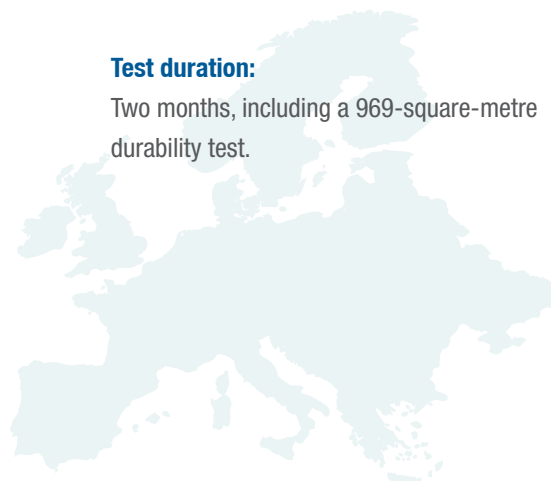 Test duration:
Two months, including a 969-square-metre
durability test.